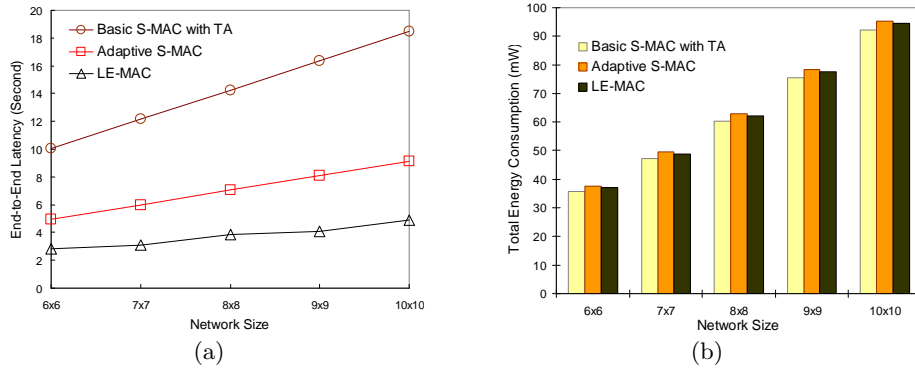 20
18
16
14
12
10
8
6
4
2
0
End-to-End Latency (Second)
Basic S-MAC with TA
Adaptive S-MAC
LE-MAC
6x6
7x7
8x8
9x9
10x10
Network Size
(a)
100
90
80
70
60
50
40
30
20
10
0
Total Energy Consumption (mW)
Basic S-MAC with TA
Adaptive S-MAC
LE-MAC
6x6
7x7
8x8
9x9
10x10
Network Size
(b)